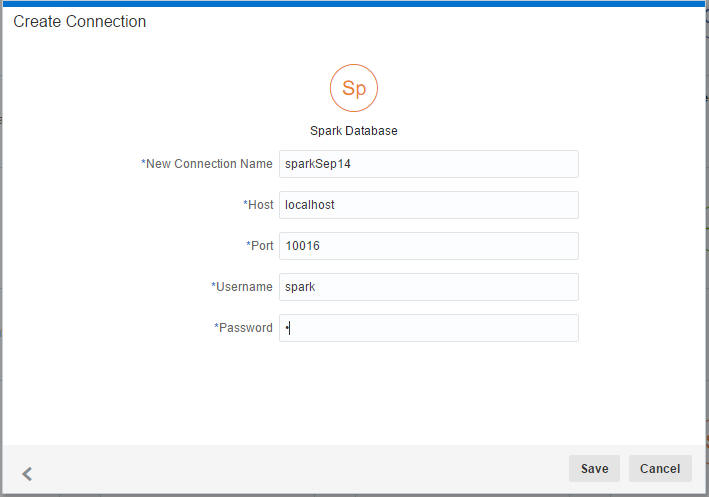 Create Connection
Sp
Spark Database
*New Connection Name sparkSep14
*Host localhost
*Port 10016
*Username spark
*Password •
Save Cancel